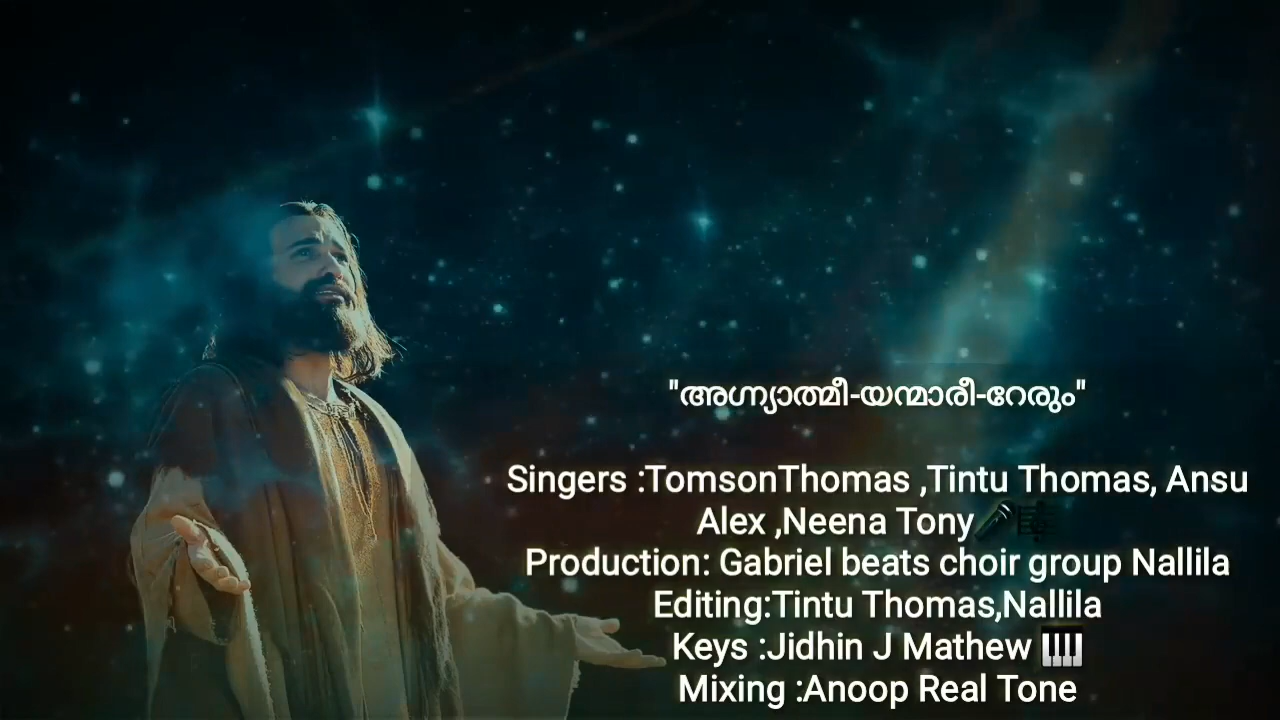 "അഗ്ന്യാത്മീ-യന്മാരീ-റേരും"
Singers :TomsonThomas ,Tintu Thomas, Ansu
Alex ,Neena Tony🎤🎼
Production: Gabriel beats choir group Nallila
Editing:Tintu Thomas,Nallila
Keys :Jidhin J Mathew 🎹
Mixing :Anoop Real Tone